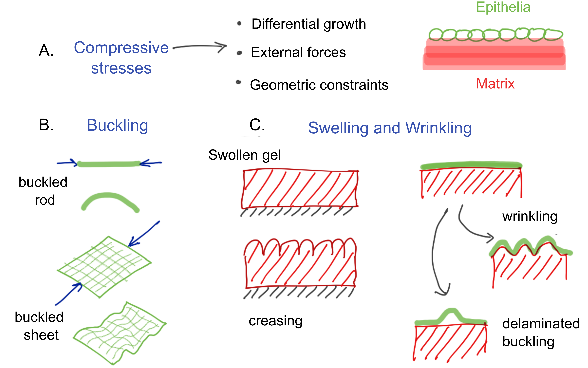 A.
Compressive
stresses
• Differential growth
• External forces
• Geometric constraints
Epithelia
Matrix
B.
Buckling
buckled
rod
buckled
sheet
C.
Swelling and Wrinkling
Swollen gel
creasing
wrinkling
delaminated
buckling